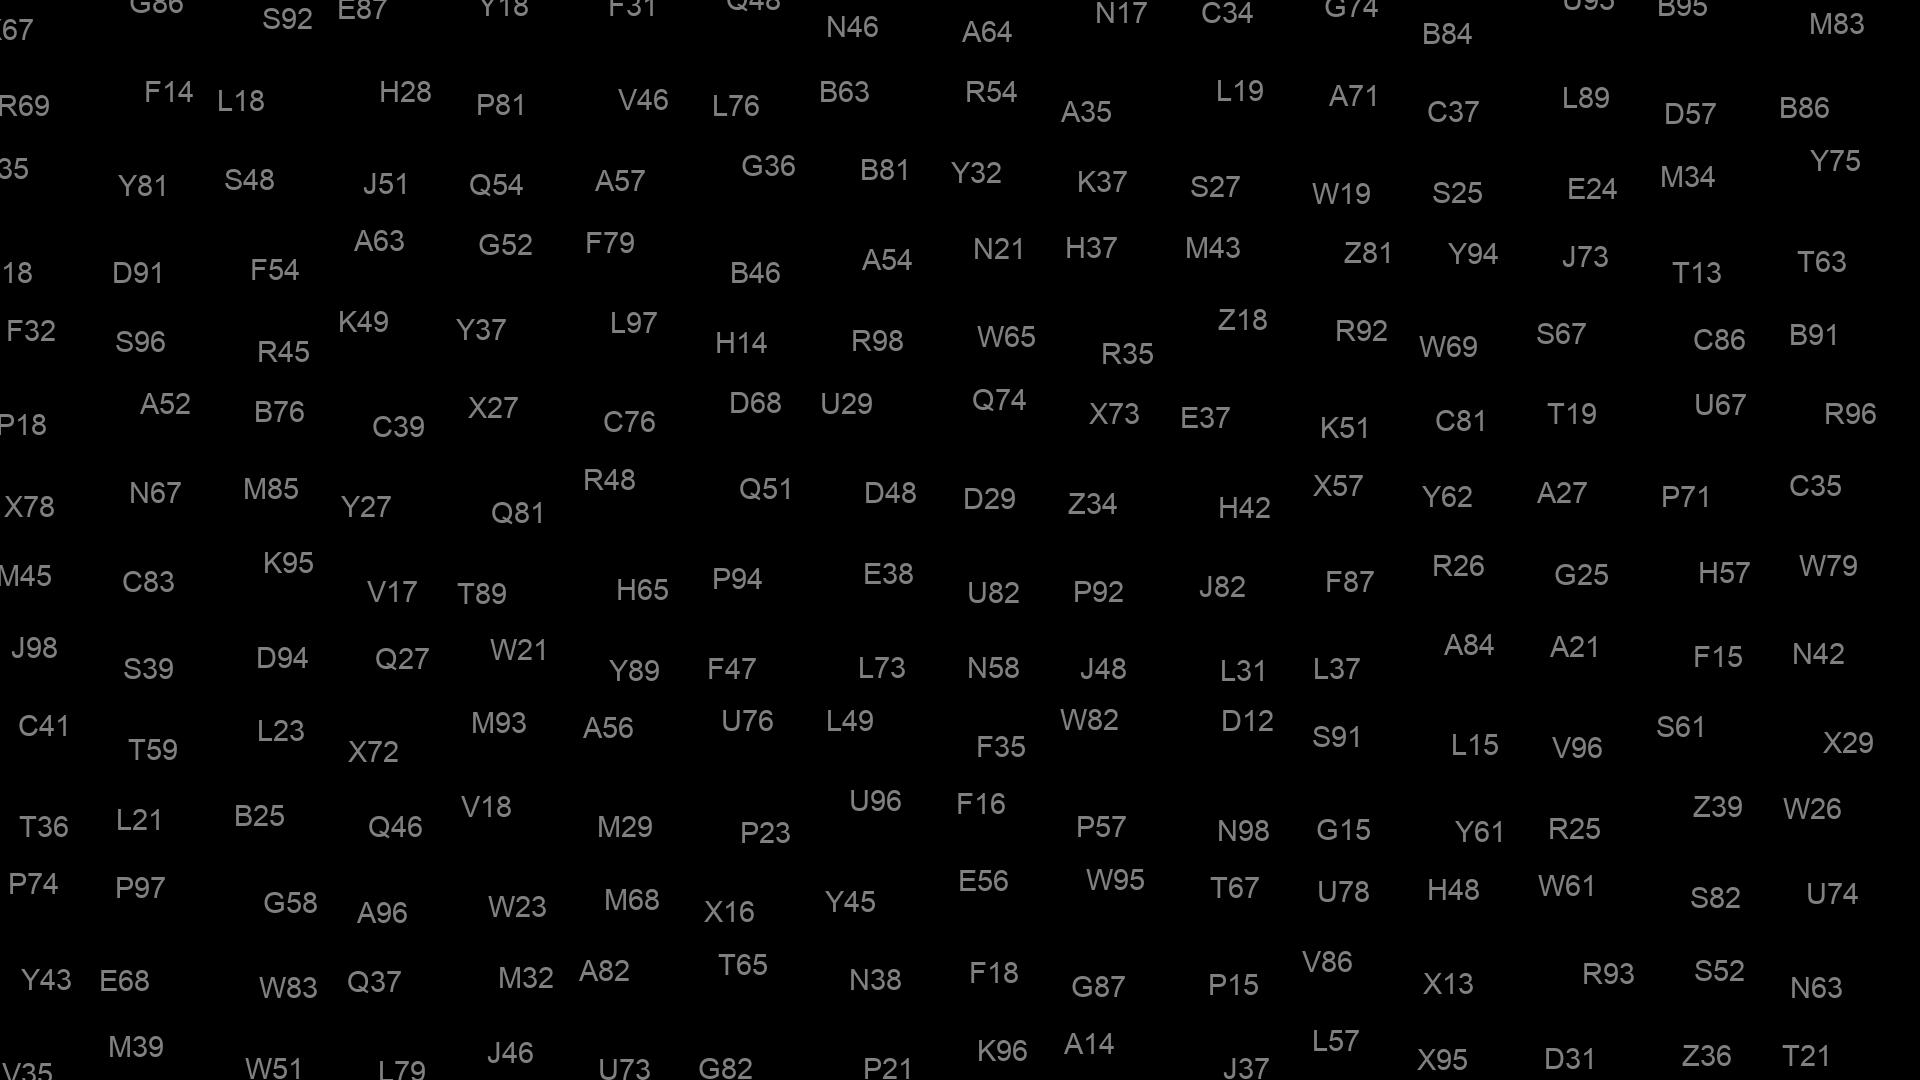 G86 S92 E87 Y18 F31 Q48 N46 A64 N17 C34 G74 B84 U95 B95 M83
R69 F14 L18 H28 P81 V46 L76 B63 R54 A35 L19 A71 C37 L89 D57 B86
Y81 S48 J51 Q54 A57 G36 B81 Y32 K37 S27 W19 S25 E24 M34 Y75
D91 F54 A63 G52 F79 B46 A54 N21 H37 M43 Z81 Y94 J73 T13 T63
F32 S96 R45 K49 Y37 L97 H14 R98 W65 R35 Z18 R92 W69 S67 C86 B91
P18 A52 B76 C39 X27 C76 D68 U29 Q74 X73 E37 K51 C81 T19 U67 R96
X78 N67 M85 Y27 Q81 R48 Q51 D48 D29 Z34 H42 X57 Y62 A27 P71 C35
M45 C83 K95 V17 T89 H65 P94 E38 U82 P92 J82 F87 R26 G25 H57 W79
J98 S39 D94 Q27 W21 Y89 F47 L73 N58 J48 L31 L37 A84 A21 F15 N42
C41 T59 L23 X72 M93 A56 U76 L49 F35 W82 D12 S91 L15 V96 S61 X29
T36 L21 B25 Q46 V18 M29 P23 U96 F16 P57 N98 G15 Y61 R25 Z39 W26
P74 P97 G58 A96 W23 M68 X16 Y45 E56 W95 T67 U78 H48 W61 S82 U74
Y43 E68 W83 Q37 M32 A82 T65 N38 F18 G87 P15 V86 X13 R93 S52 N63
V35 M39 W51 L79 J46 U73 G82 P21 K96 A14 J37 L57 X95 D31 Z36 T21